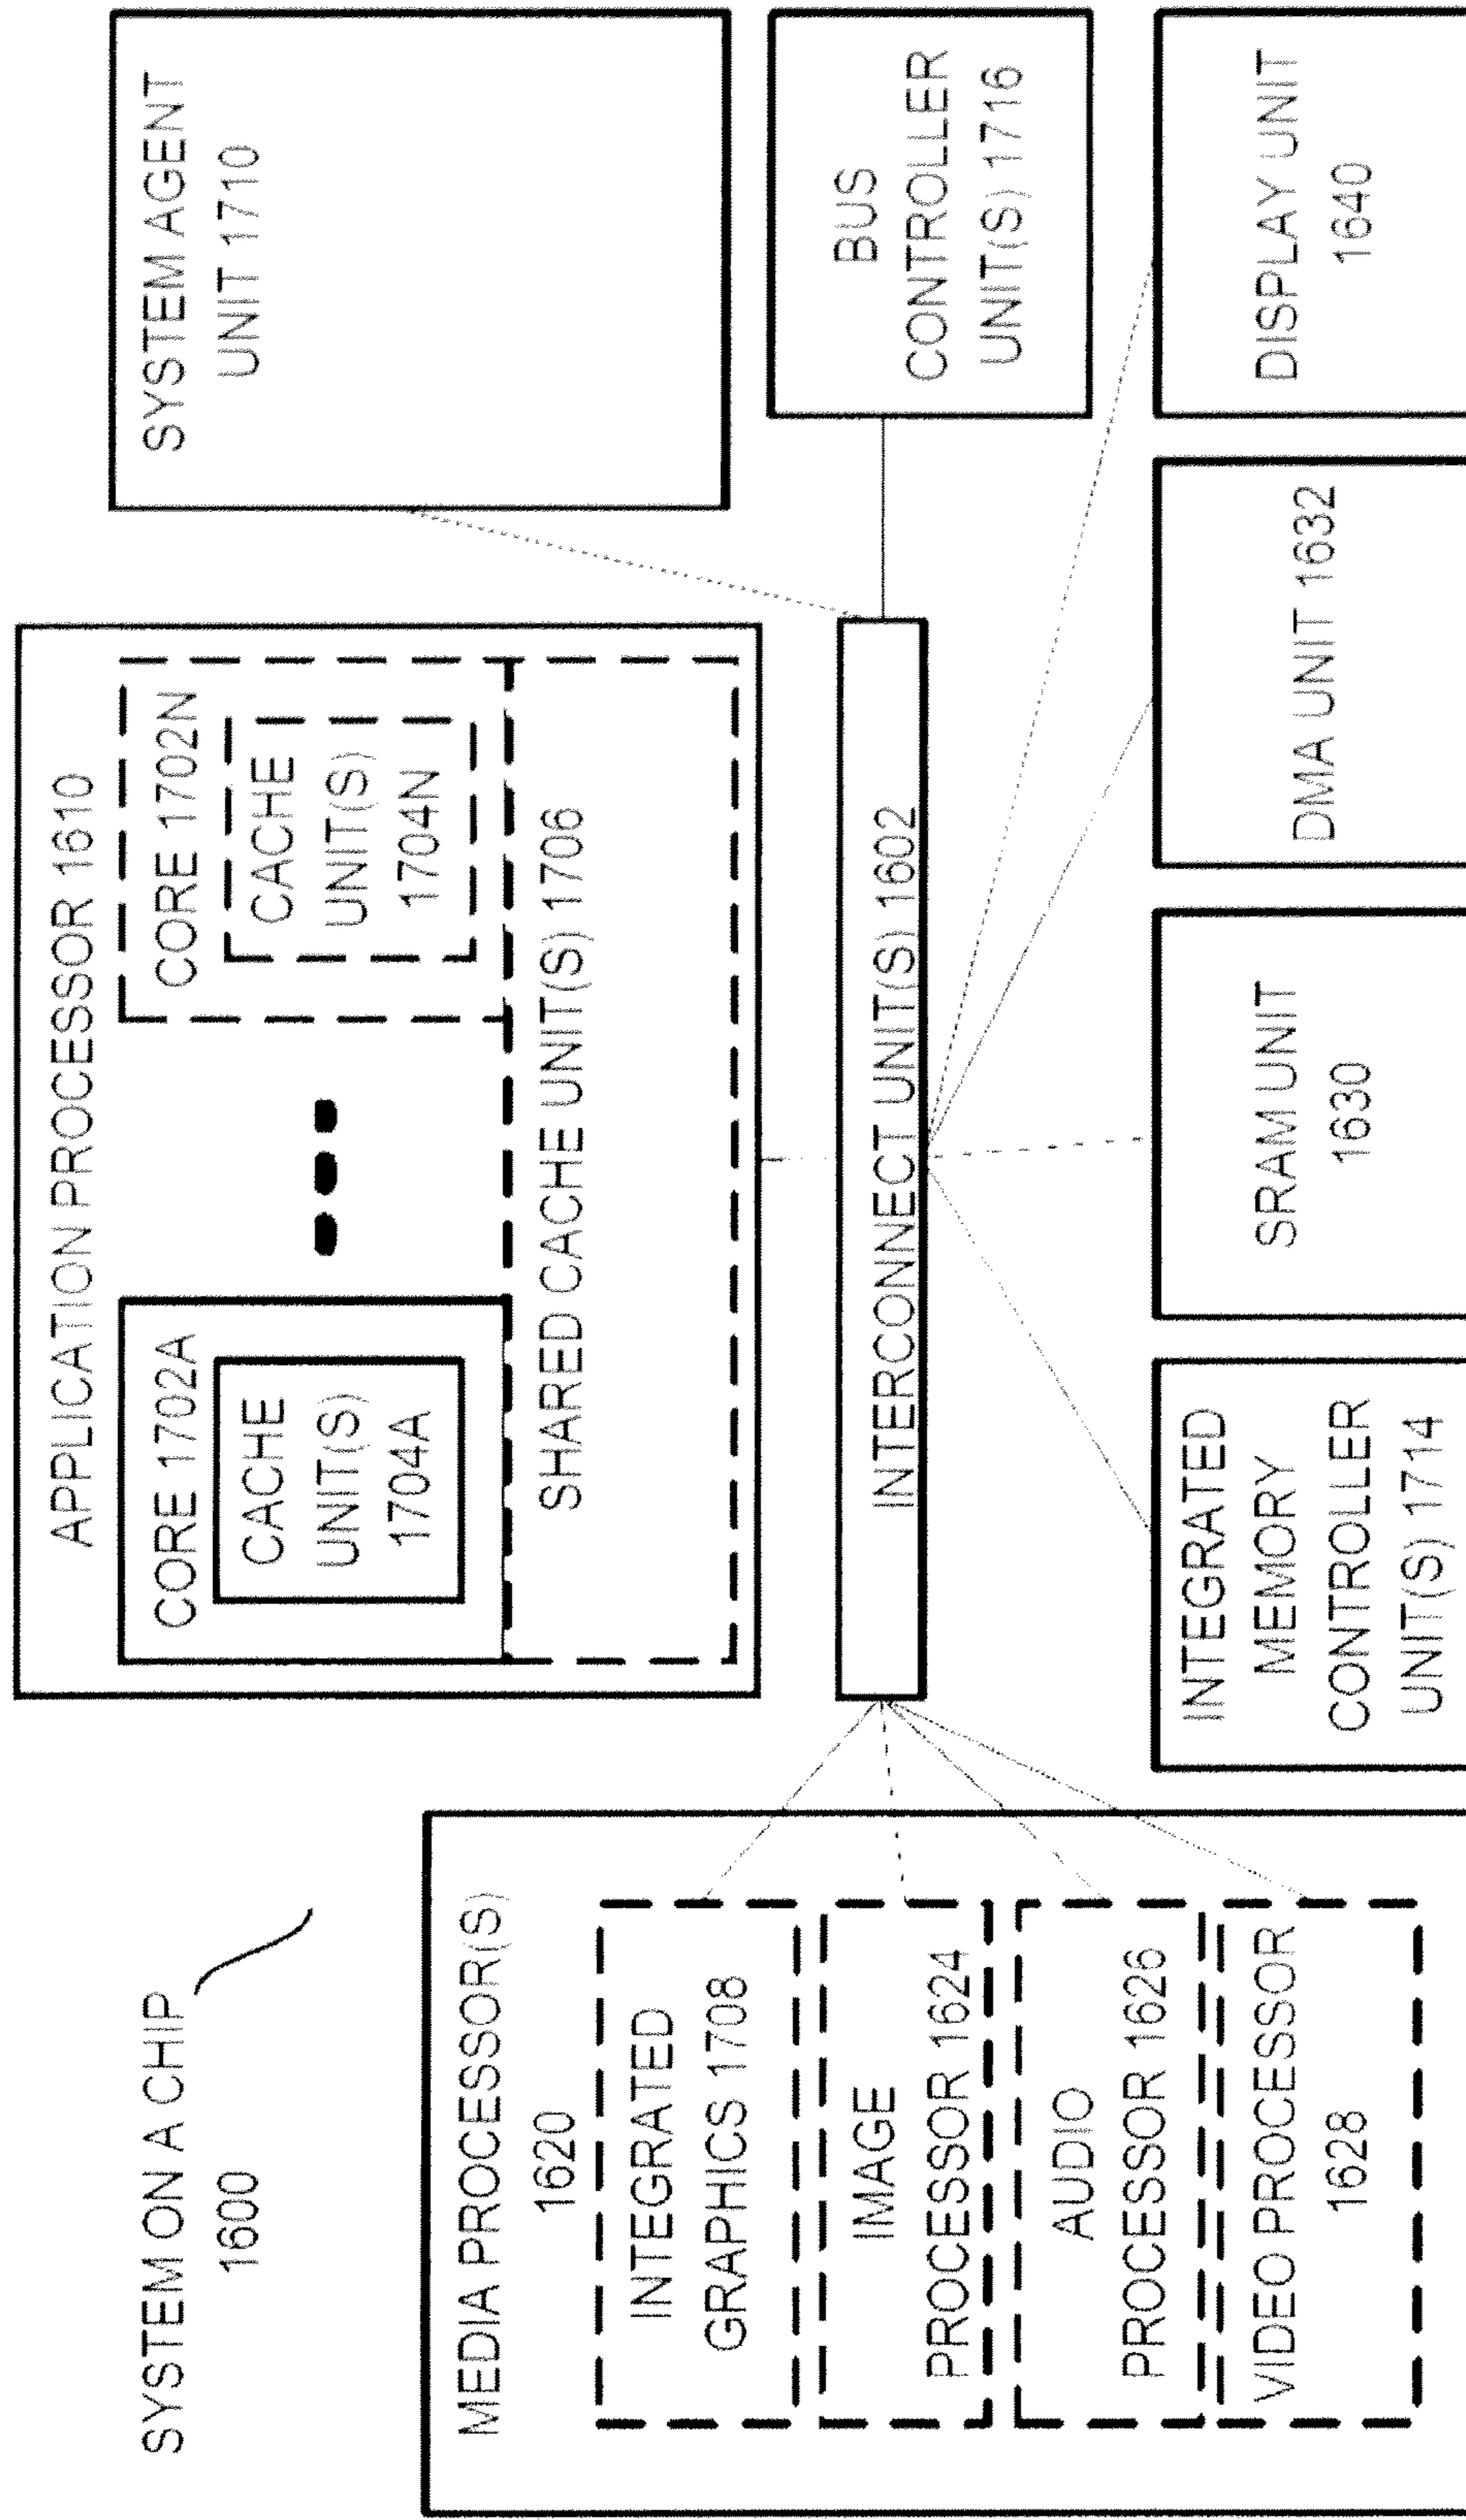 SYSTEM ON A CHIP
1600
APPLICATION PROCESSOR 1610
CORE 1702A
CACHE
UNIT(S)
1704A
CORE 1702N
CACHE
UNIT(S)
1704N
SHARED CACHE UNIT(S) 1706
SYSTEM AGENT
UNIT 1710
MEDIA PROCESSOR(S)
1620
INTEGRATED
GRAPHICS 1708
IMAGE
PROCESSOR 1624
AUDIO
PROCESSOR 1626
VIDEO PROCESSOR
1628
INTERCONNECT UNIT(S) 1602
BUS
CONTROLLER
UNIT(S) 1716
INTEGRATED
MEMORY
CONTROLLER
UNIT(S) 1714
SRAM UNIT
1630
DMA UNIT 1632
DISPLAY UNIT
1640